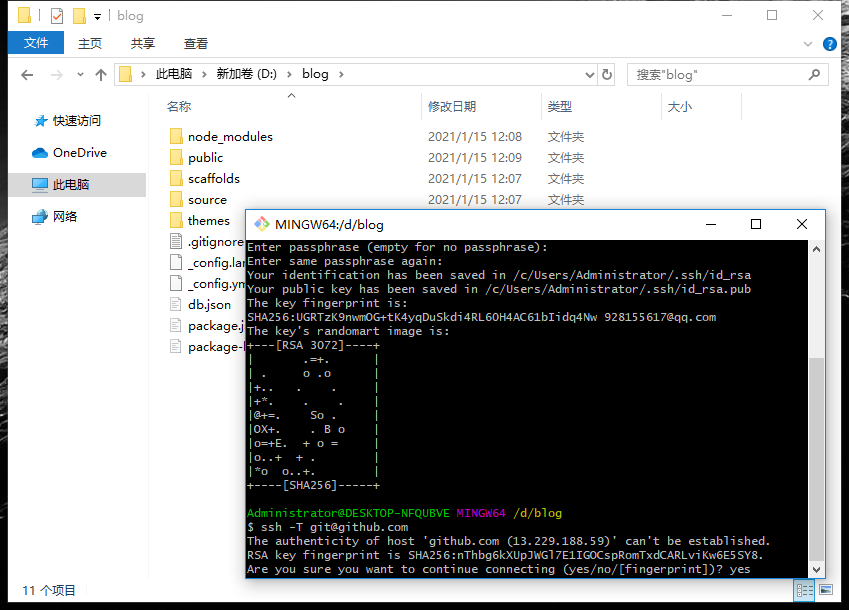 blog
文件 主页 共享 查看
此电脑 新加卷 (D:) blog 搜索"blog"
名称 修改日期 类型 大小
快速访问
OneDrive
此电脑
网络
node_modules 2021/1/15 12:08 文件夹
public 2021/1/15 12:09 文件夹
scaffolds 2021/1/15 12:07 文件夹
source 2021/1/15 12:07 文件夹
themes
.gitignore
_config.lan
_config.ym
db.json
package.j
package-l
11 个项目
MINGW64:/d/blog
Enter passphrase (empty for no passphrase):
Enter same passphrase again:
Your identification has been saved in /c/Users/Administrator/.ssh/id_rsa
Your public key has been saved in /c/Users/Administrator/.ssh/id_rsa.pub
The key fingerprint is:
SHA256:UGRTzK9nwmOG+tK4yqDuSkdi4RL6OH4AC61bIidq4Nw 928155617@qq.com
The key's randomart image is:
+---[RSA 3072]----+
|       .=+.      |
| .     o .o      |
|+..   .    .     |
|+*.    .    .    |
|@+=.    So .     |
|OX+.    . B o    |
|o=+E.  + o =     |
|o..+  + .        |
|*o  o..+.        |
+----[SHA256]-----+
Administrator@DESKTOP-NFQUBVE MINGW64 /d/blog
$ ssh -T git@github.com
The authenticity of host 'github.com (13.229.188.59)' can't be established.
RSA key fingerprint is SHA256:nThbg6kXUpJWGl7E1IGOCspRomTxdCARLviKw6E5SY8.
Are you sure you want to continue connecting (yes/no/[fingerprint])? yes